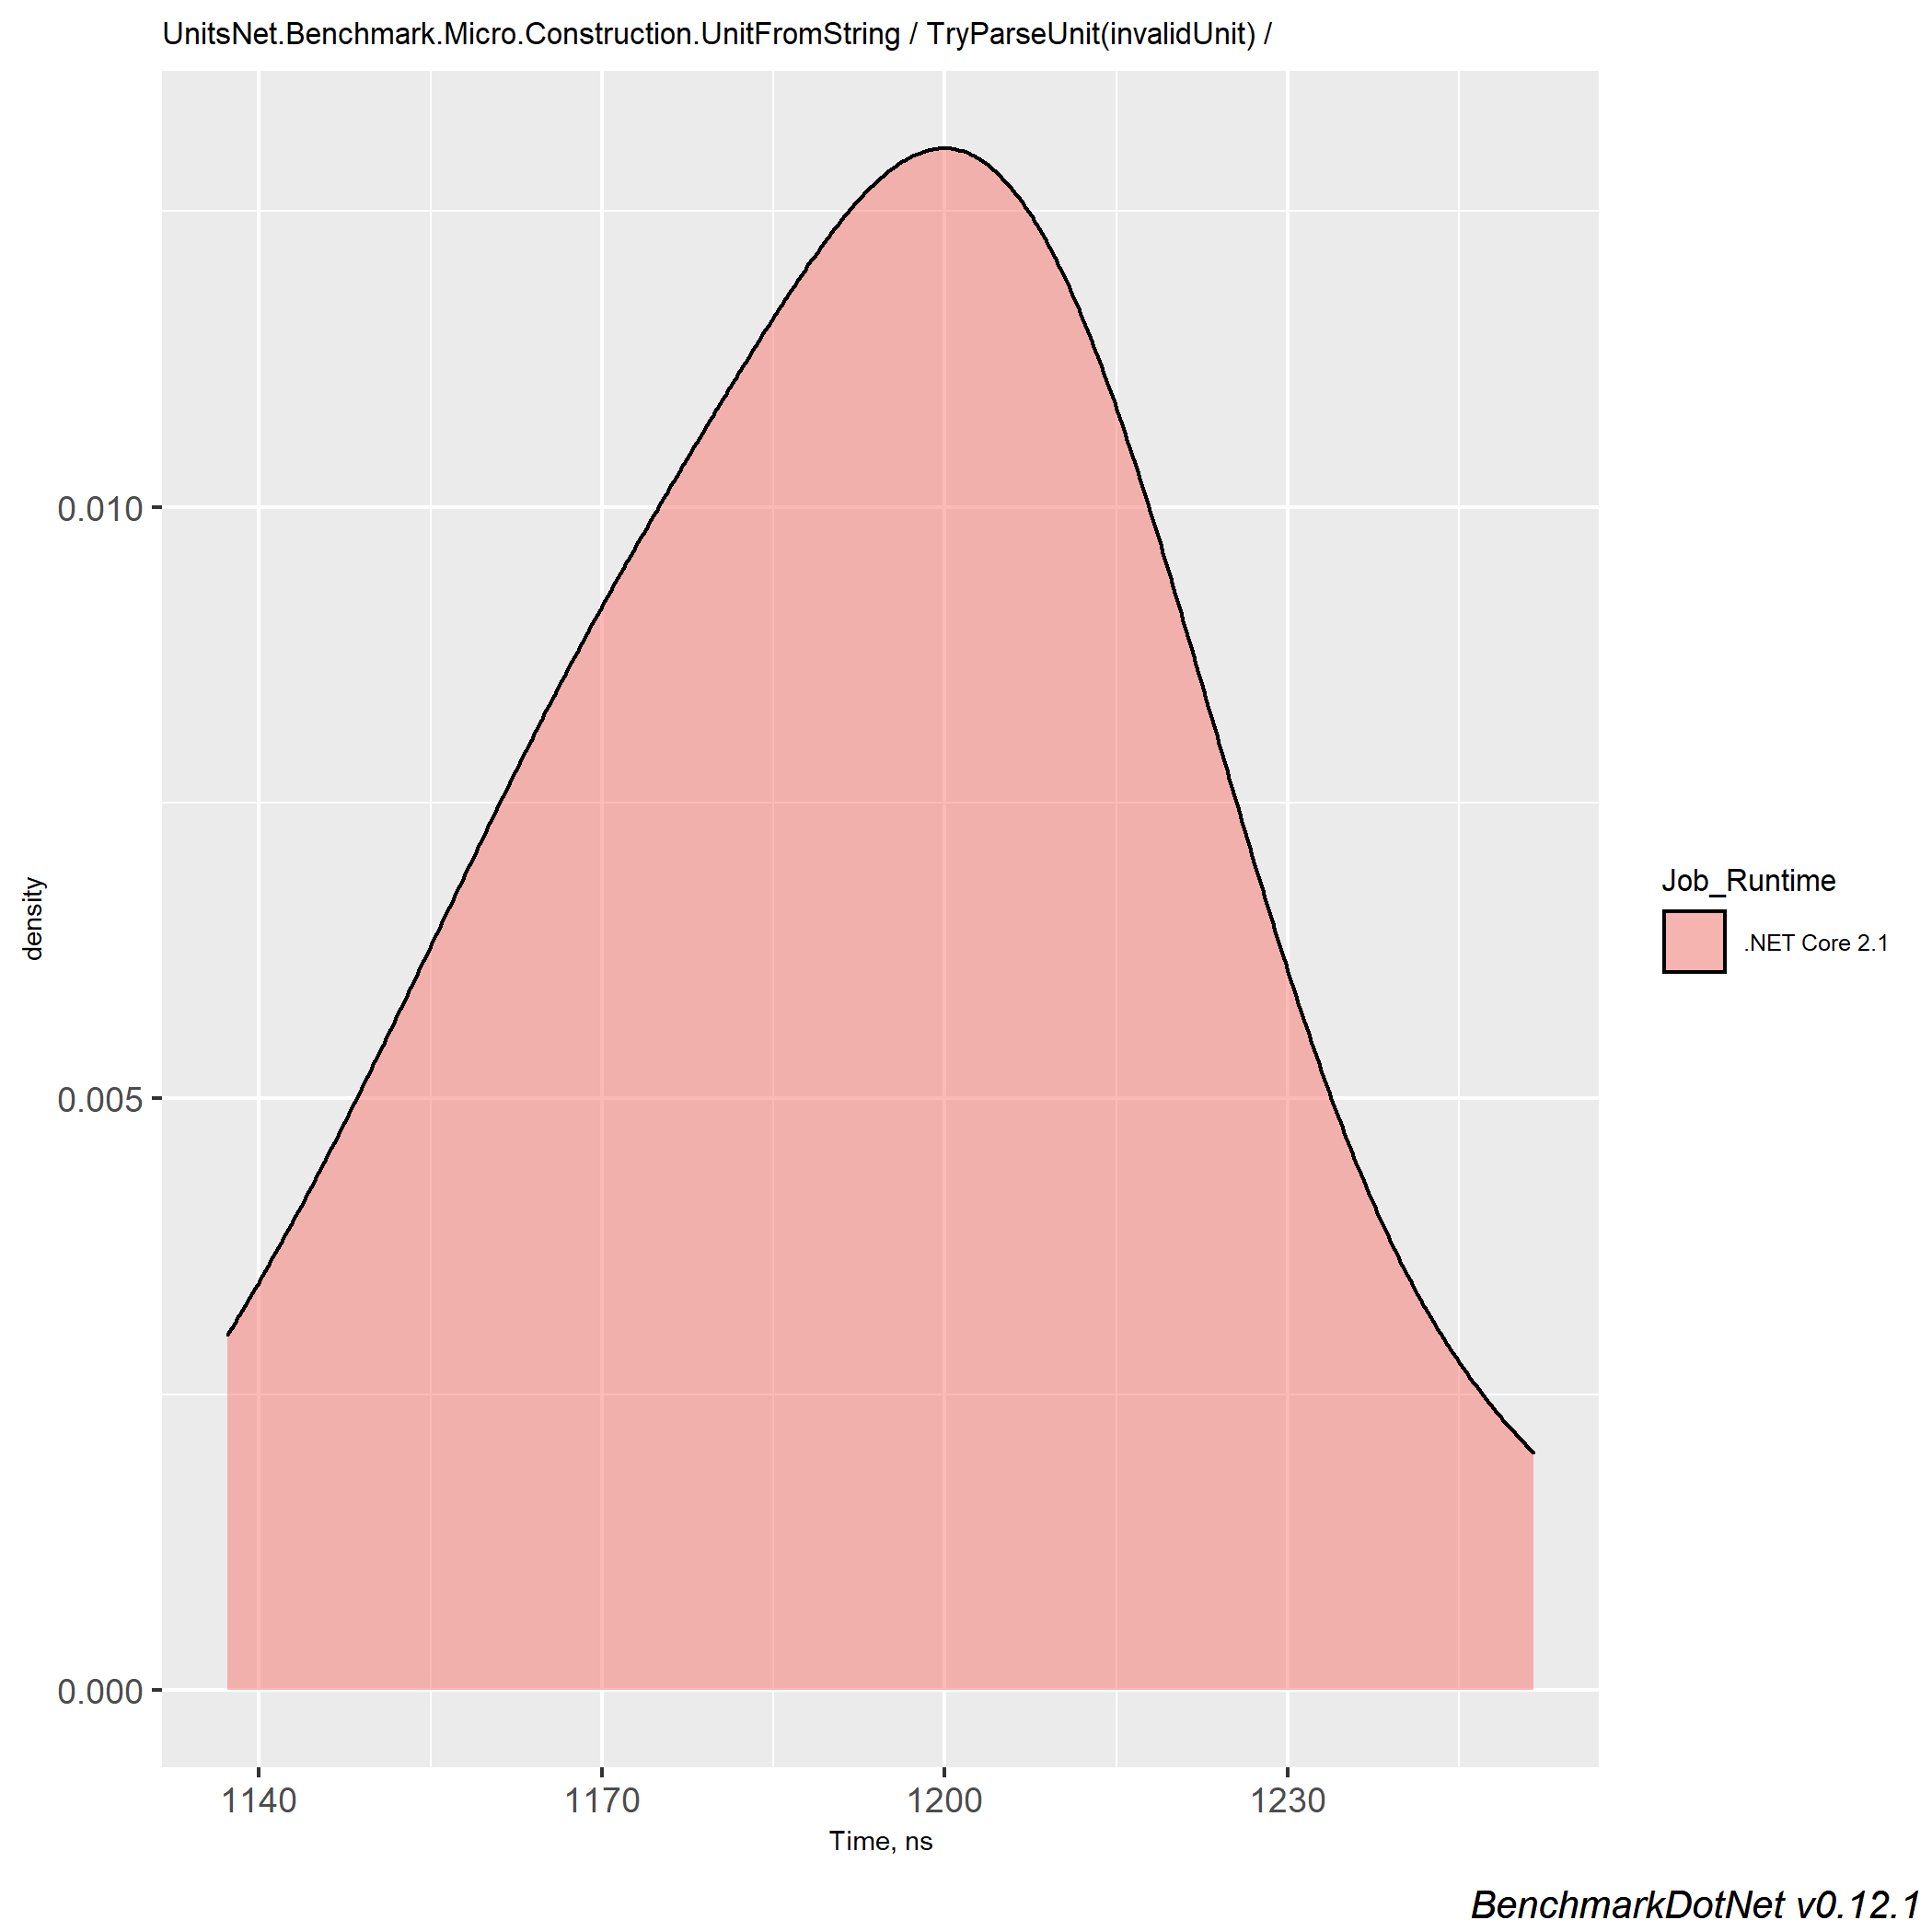 UnitsNet.Benchmark.Micro.Construction.UnitFromString / TryParseUnit(invalidUnit) /
0.010
0.005
0.000
density
1140 1170 1200 1230
Time, ns
Job_Runtime
.NET Core 2.1
BenchmarkDotNet v0.12.1